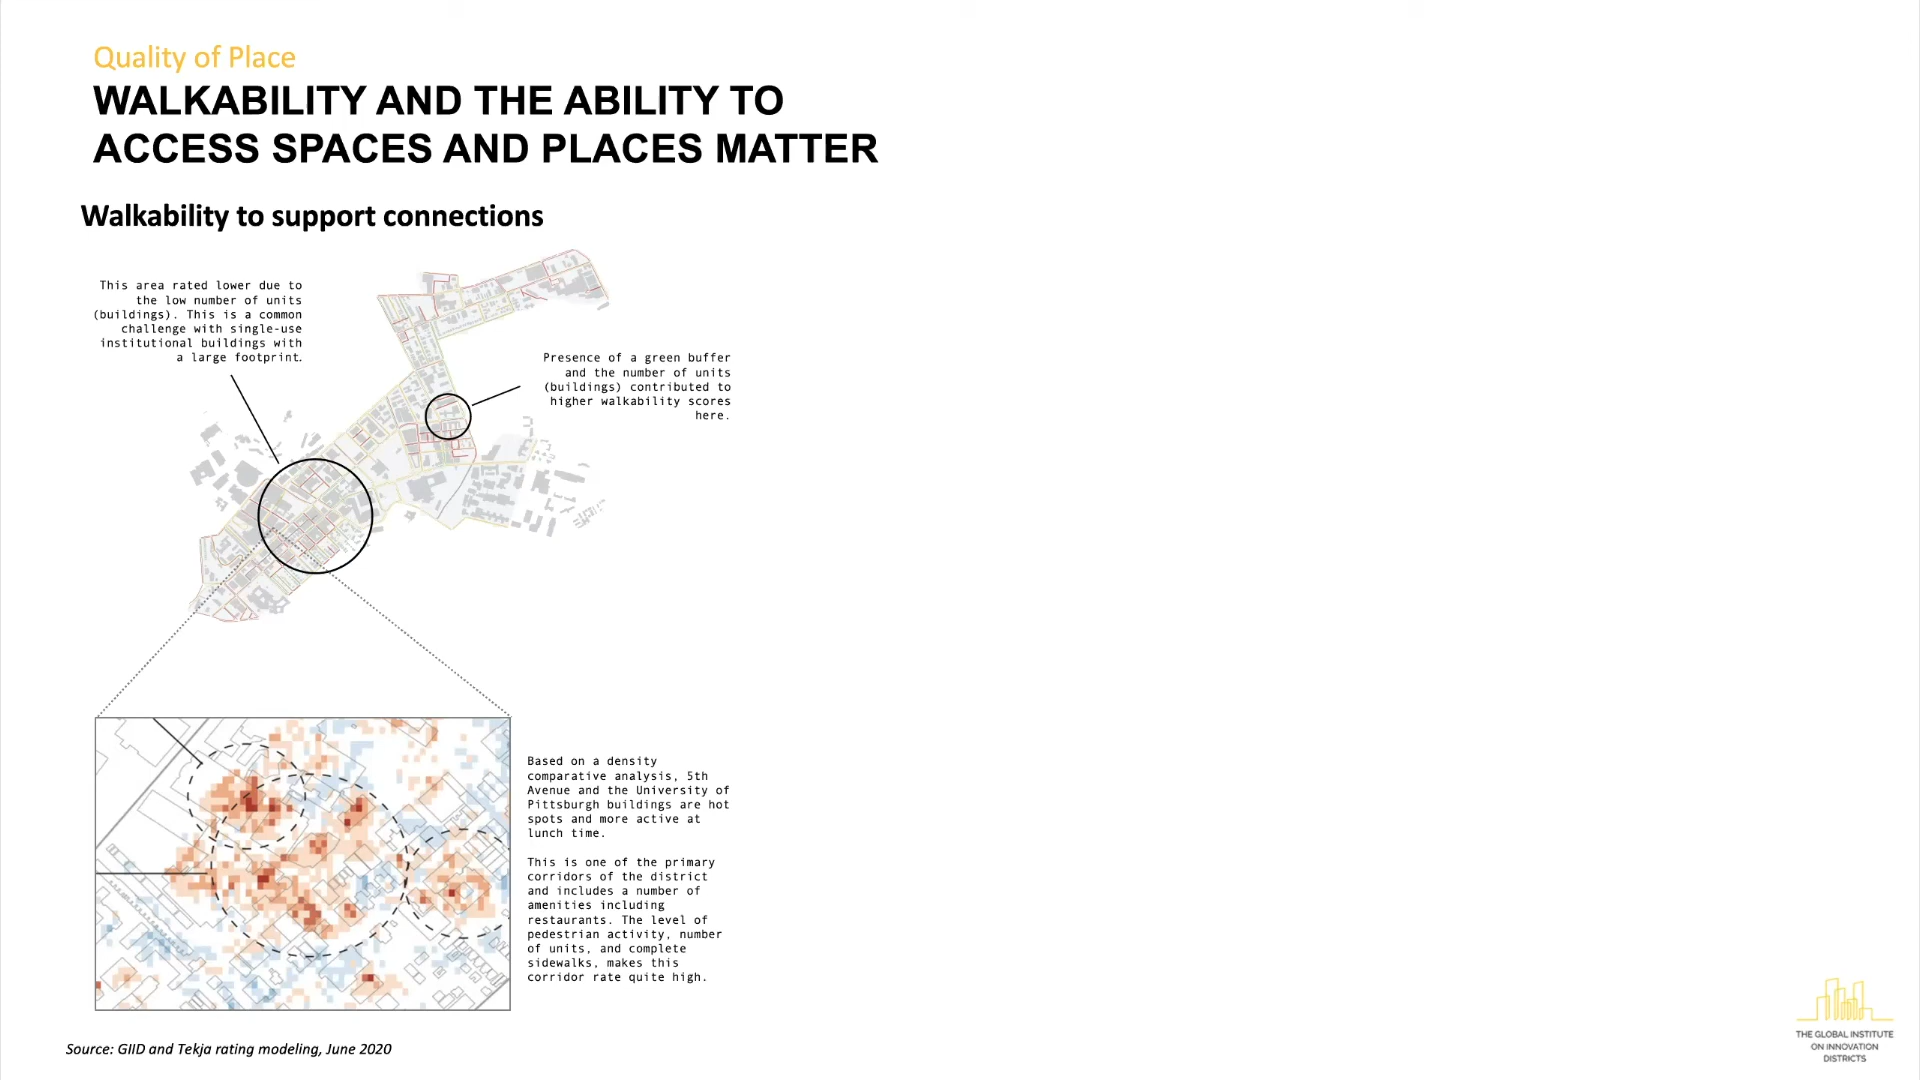 Quality of Place
WALKABILITY AND THE ABILITY TO
ACCESS SPACES AND PLACES MATTER
Walkability to support connections
This area rated lower due to
the low number of units
(buildings). This is a common
challenge with single-use
institutional buildings with
a large footprint.
Presence of a green buffer
and the number of units
(buildings) contributed to
higher walkability scores
here.
Based on a density
comparative analysis, 5th
Avenue and the University of
Pittsburgh buildings are hot
spots and more active at
lunch time.
This is one of the primary
corridors of the district
and includes a number of
amenities including
restaurants. The level of
pedestrian activity, number
of units, and complete
sidewalks, makes this
corridor rate quite high.
Source: GIID and Tekja rating modeling, June 2020
THE GLOBAL INSTITUTE
ON INNOVATION
DISTRICTS